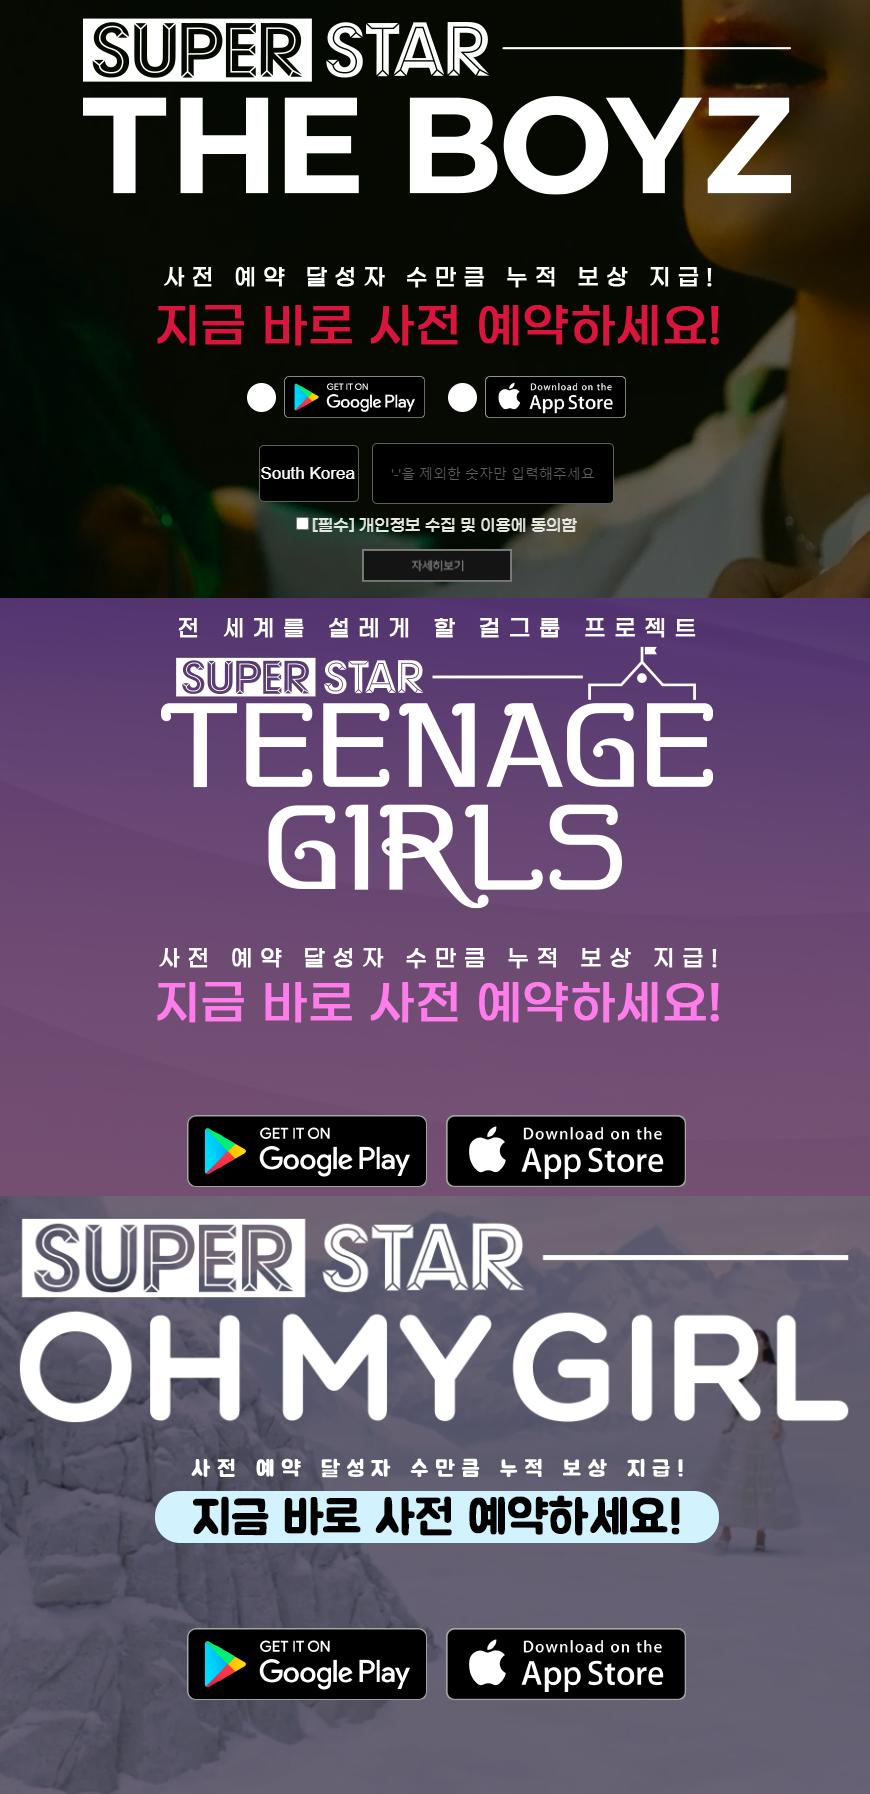 SUPER STAR
THE BOYZ
사전 예약 달성자 수만큼 누적 보상 지급!
지금 바로 사전 예약하세요!
GET IT ON
Google Play
Download on the
App Store
South Korea
'-'을 제외한 숫자만 입력해주세요
[필수] 개인정보 수집 및 이용에 동의함
자세히보기
전 세계를 설레게 할 걸그룹 프로젝트
SUPER STAR
TEENAGE
GIRLS
사전 예약 달성자 수만큼 누적 보상 지급!
지금 바로 사전 예약하세요!
GET IT ON
Google Play
Download on the
App Store
SUPER STAR
OH MY GIRL
사전 예약 달성자 수만큼 누적 보상 지급!
지금 바로 사전 예약하세요!
GET IT ON
Google Play
Download on the
App Store